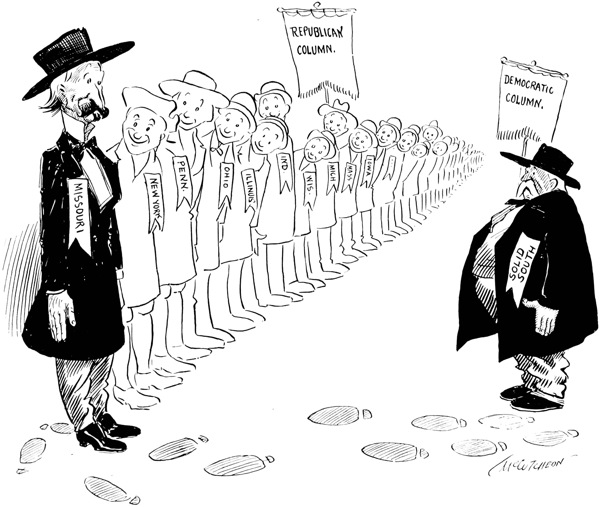 REPUBLICAN
COLUMN.
DEMOCRATIC
COLUMN.
MISSOURI
NEW YORK
PENN.
OHIO.
ILLINOIS
IND
WIS.
MICH
IOWA
SOLID
SOUTH
McCUTCHEON